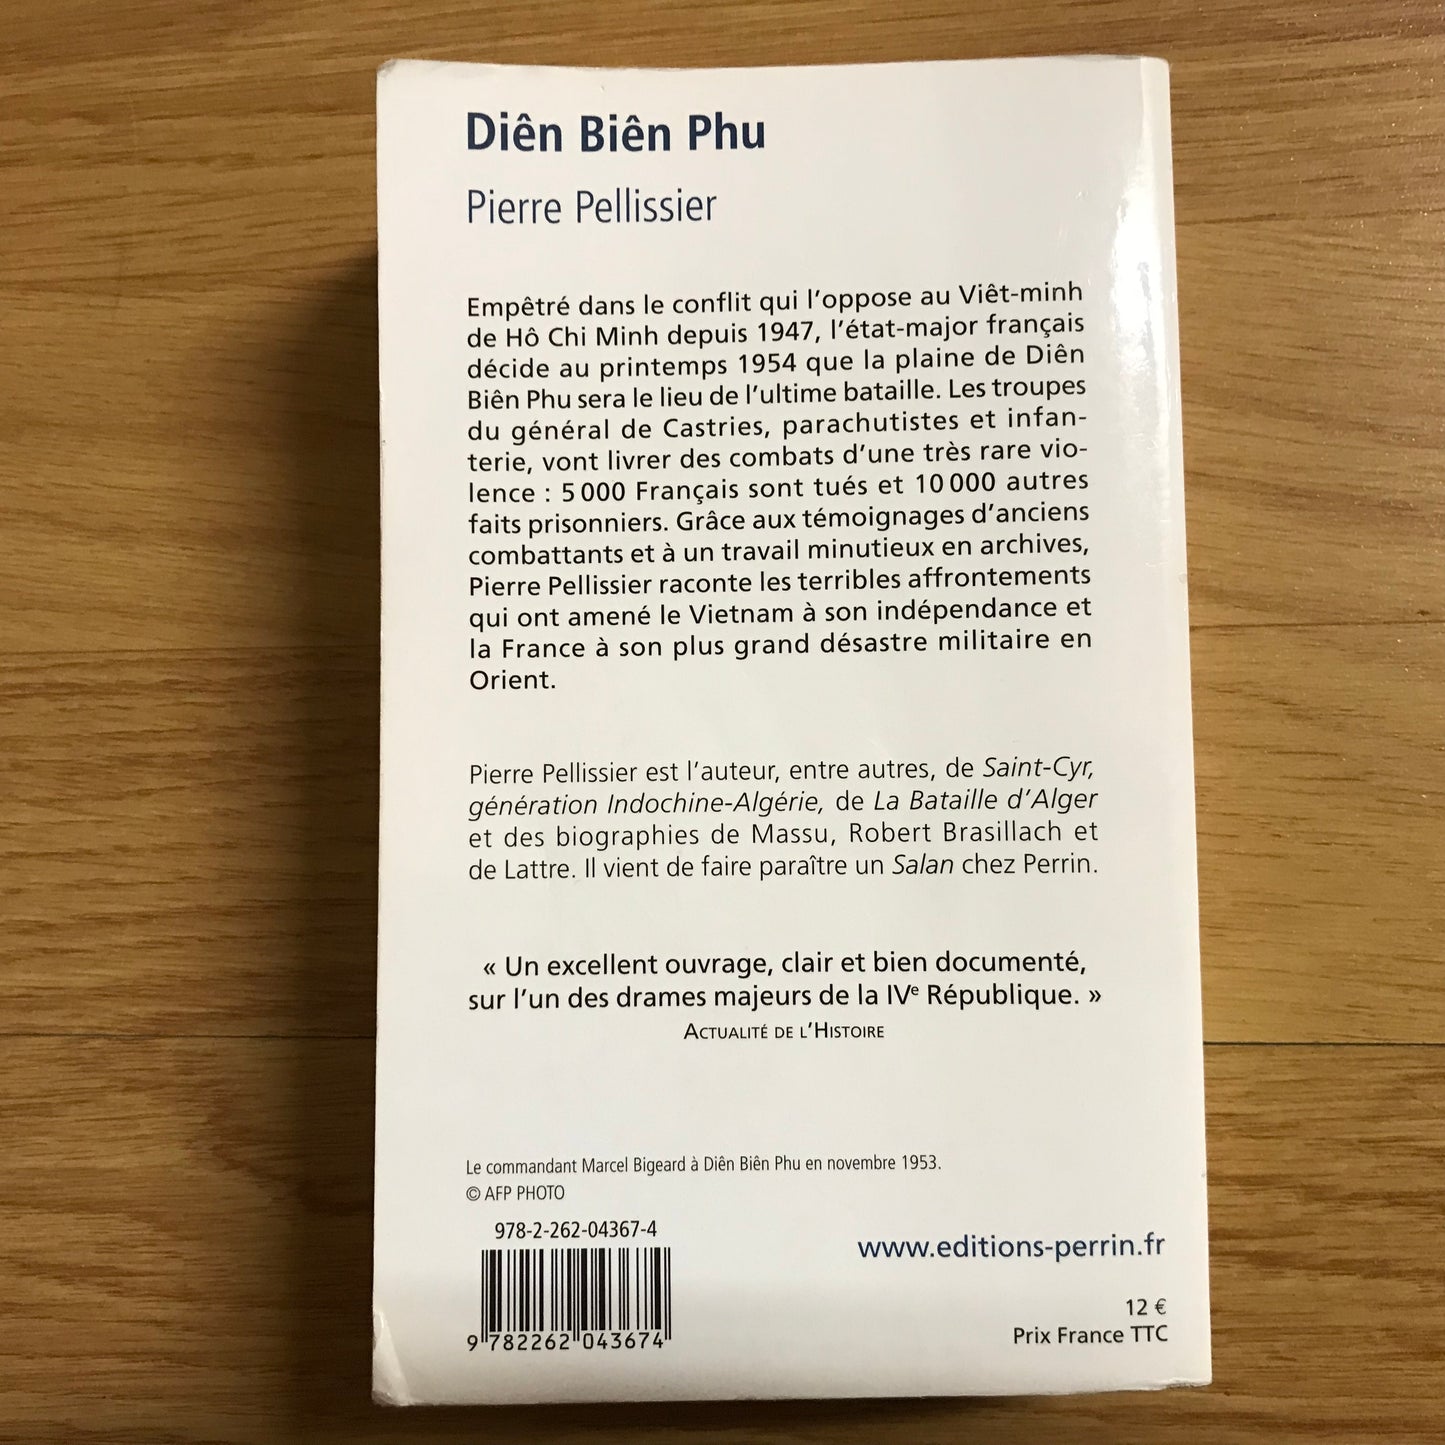 Diên Biên Phu
Pierre Pellissier
Empêtré dans le conflit qui l'oppose au Viêt-minh
de Hô Chi Minh depuis 1947, l'état-major français
décide au printemps 1954 que la plaine de Diên
Biên Phu sera le lieu de l'ultime bataille. Les troupes
du général de Castries, parachutistes et infan-
terie, vont livrer des combats d'une très rare vio-
lence : 5 000 Français sont tués et 10 000 autres
faits prisonniers. Grâce aux témoignages d'anciens
combattants et à un travail minutieux en archives,
Pierre Pellissier raconte les terribles affrontements
qui ont amené le Vietnam à son indépendance et
la France à son plus grand désastre militaire en
Orient.
Pierre Pellissier est l'auteur, entre autres, de Saint-Cyr,
génération Indochine-Algérie, de La Bataille d'Alger
et des biographies de Massu, Robert Brasillach et
de Lattre. Il vient de faire paraître un Salan chez Perrin.
« Un excellent ouvrage, clair et bien documenté,
sur l'un des drames majeurs de la IVe République. »
ACTUALITÉ DE L'HISTOIRE
Le commandant Marcel Bigeard à Diên Biên Phu en novembre 1953.
© AFP PHOTO
978-2-262-04367-4
9 782262 043674
www.editions-perrin.fr
12 €
Prix France TTC